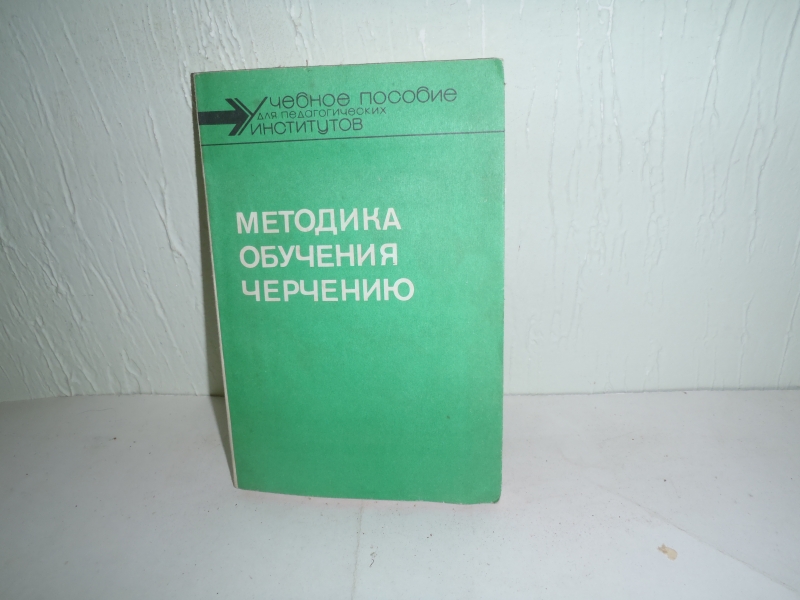 Учебное пособие
для педагогических
институтов
МЕТОДИКА
ОБУЧЕНИЯ
ЧЕРЧЕНИЮ